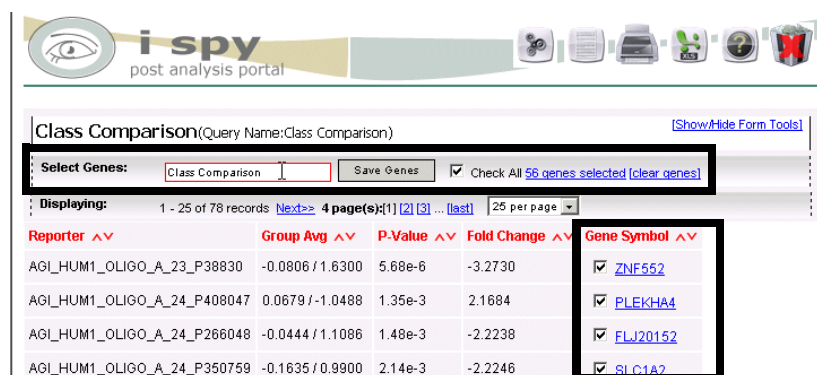 i spy
post analysis portal
XLS
?
Class Comparison(Query Name:Class Comparison)
[Show/Hide Form Tools]
Select Genes: Class Comparison Save Genes Check All 56 genes selected [clear genes]
Displaying: 1 - 25 of 78 records Next>> 4 page(s):[1] [2] [3] ... [last] 25 per page
Reporter Group Avg P-Value Fold Change Gene Symbol
AGI_HUM1_OLIGO_A_23_P38830 -0.0806 / 1.6300 5.68e-6 -3.2730 ZNF552
AGI_HUM1_OLIGO_A_24_P408047 0.0679 / -1.0488 1.35e-3 2.1684 PLEKHA4
AGI_HUM1_OLIGO_A_24_P266048 -0.0444 / 1.1086 1.48e-3 -2.2238 FLJ20152
AGI_HUM1_OLIGO_A_24_P350759 -0.1635 / 0.9900 2.14e-3 -2.2246 SLC1A2